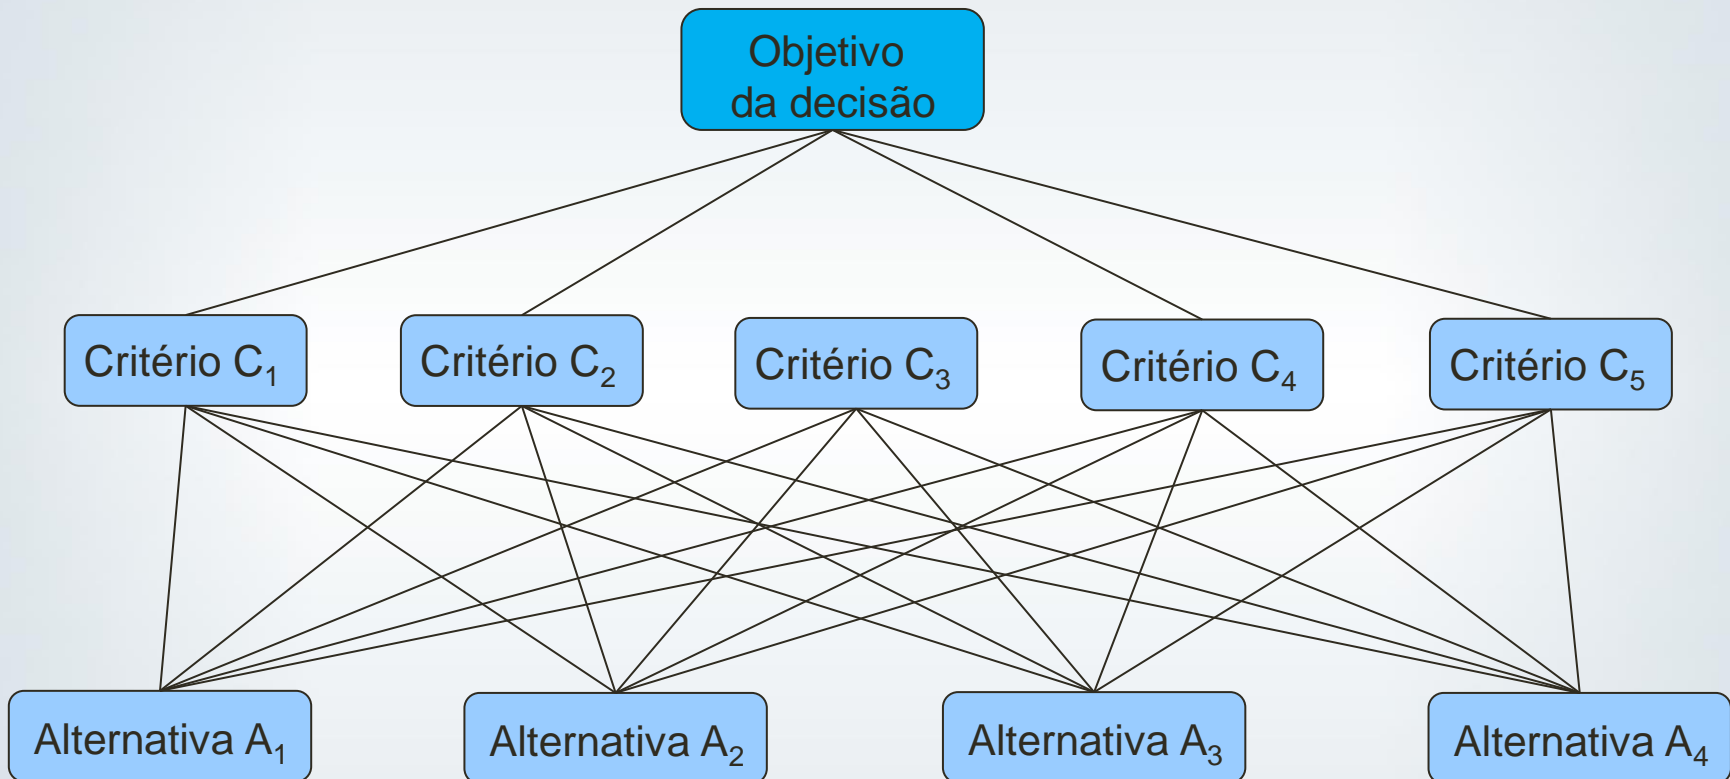 Objetivo
da decisão
Critério C₁
Critério C₂
Critério C₃
Critério C₄
Critério C₅
Alternativa A₁
Alternativa A₂
Alternativa A₃
Alternativa A₄